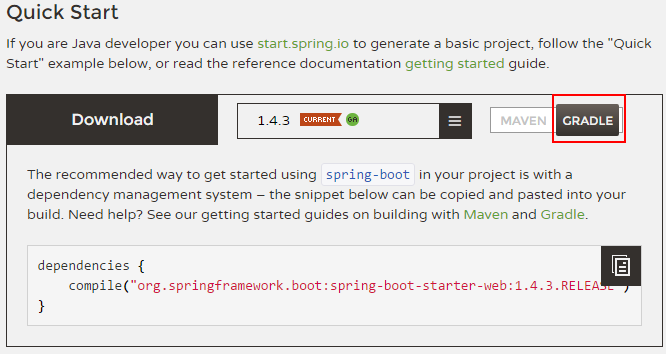 Quick Start
If you are Java developer you can use start.spring.io to generate a basic project, follow the "Quick
Start" example below, or read the reference documentation getting started guide.
Download 1.4.3 CURRENT GA MAVEN GRADLE
The recommended way to get started using spring-boot in your project is with a
dependency management system – the snippet below can be copied and pasted into your
build. Need help? See our getting started guides on building with Maven and Gradle.
dependencies {
    compile("org.springframework.boot:spring-boot-starter-web:1.4.3.RELEASE")
}